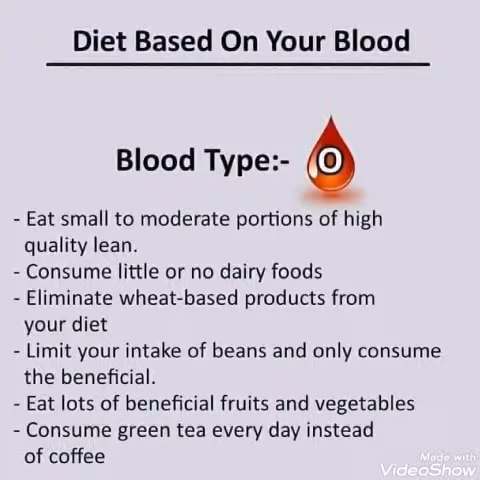 Diet Based On Your Blood
Blood Type:- O
- Eat small to moderate portions of high
quality lean.
- Consume little or no dairy foods
- Eliminate wheat-based products from
your diet
- Limit your intake of beans and only consume
the beneficial.
- Eat lots of beneficial fruits and vegetables
- Consume green tea every day instead
of coffee
Made with
VideoShow